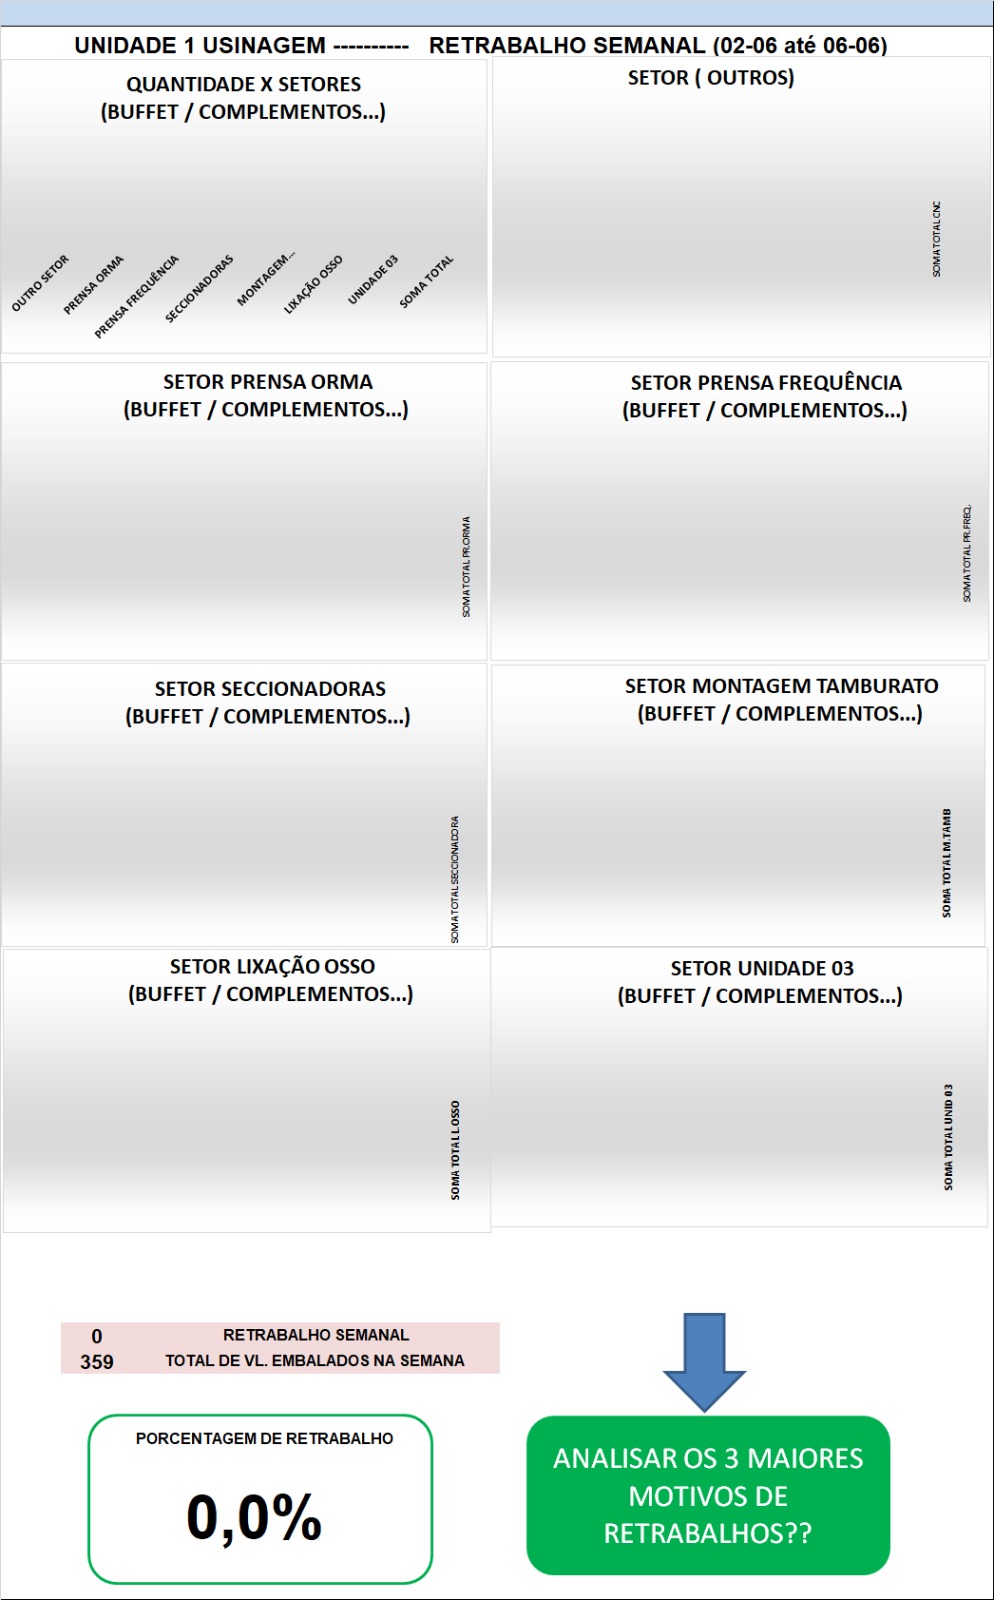 UNIDADE 1 USINAGEM ---------- RETRABALHO SEMANAL (02-06 até 06-06)
QUANTIDADE X SETORES
(BUFFET / COMPLEMENTOS...)
OUTRO SETOR
PRENSA ORMA
PRENSA FREQUÊNCIA
SECCIONADORAS
MONTAGEM...
LIXAÇÃO OSSO
UNIDADE 03
SOMA TOTAL
SETOR ( OUTROS)
SOMA TOTAL CNC
SETOR PRENSA ORMA
(BUFFET / COMPLEMENTOS...)
SOMA TOTAL PR.ORMA
SETOR PRENSA FREQUÊNCIA
(BUFFET / COMPLEMENTOS...)
SOMA TOTAL PR.FREQ.
SETOR SECCIONADORAS
(BUFFET / COMPLEMENTOS...)
SOMA TOTAL SECCIONADORA
SETOR MONTAGEM TAMBURATO
(BUFFET / COMPLEMENTOS...)
SOMA TOTAL M.TAMB
SETOR LIXAÇÃO OSSO
(BUFFET / COMPLEMENTOS...)
SOMA TOTAL L.OSSO
SETOR UNIDADE 03
(BUFFET / COMPLEMENTOS...)
SOMA TOTAL UNID 03
0 RETRABALHO SEMANAL
359 TOTAL DE VL. EMBALADOS NA SEMANA
PORCENTAGEM DE RETRABALHO
0,0%
ANALISAR OS 3 MAIORES
MOTIVOS DE
RETRABALHOS??